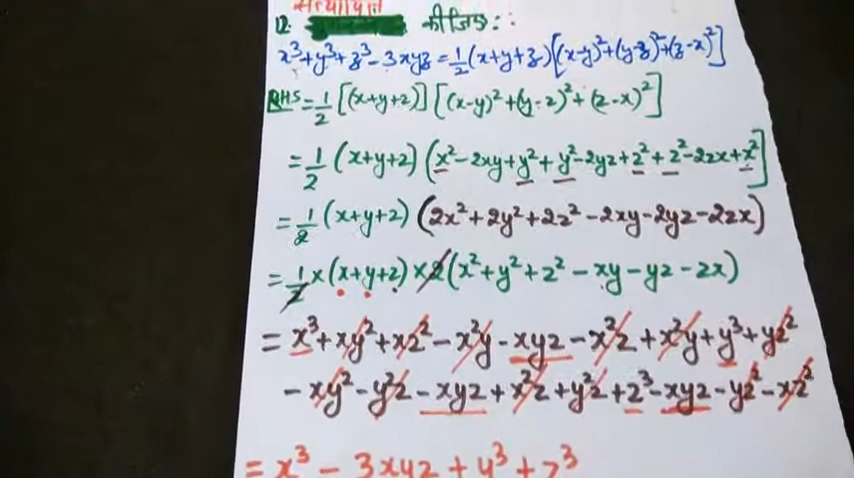 सत्यापित
12. कीजिए :
x³+y³+z³-3xyz=½(x+y+z)[(x-y)²+(y-z)²+(z-x)²]
RHS=½[(x+y+z)][(x-y)²+(y-z)²+(z-x)²]
=½(x+y+z)(x²-2xy+y²+y²-2yz+z²+z²-2zx+x²]
=½(x+y+z)(2x²+2y²+2z²-2xy-2yz-2zx)
=½×(x+y+z)×2(x²+y²+z²-xy-yz-zx)
=x³+xy²+xz²-x²y-xyz-x²z+x²y+y³+yz²
-xy²-y²z-xyz+x²z+y²z+z³-xyz-yz²-xz²
=x³-3xyz+y³+z³